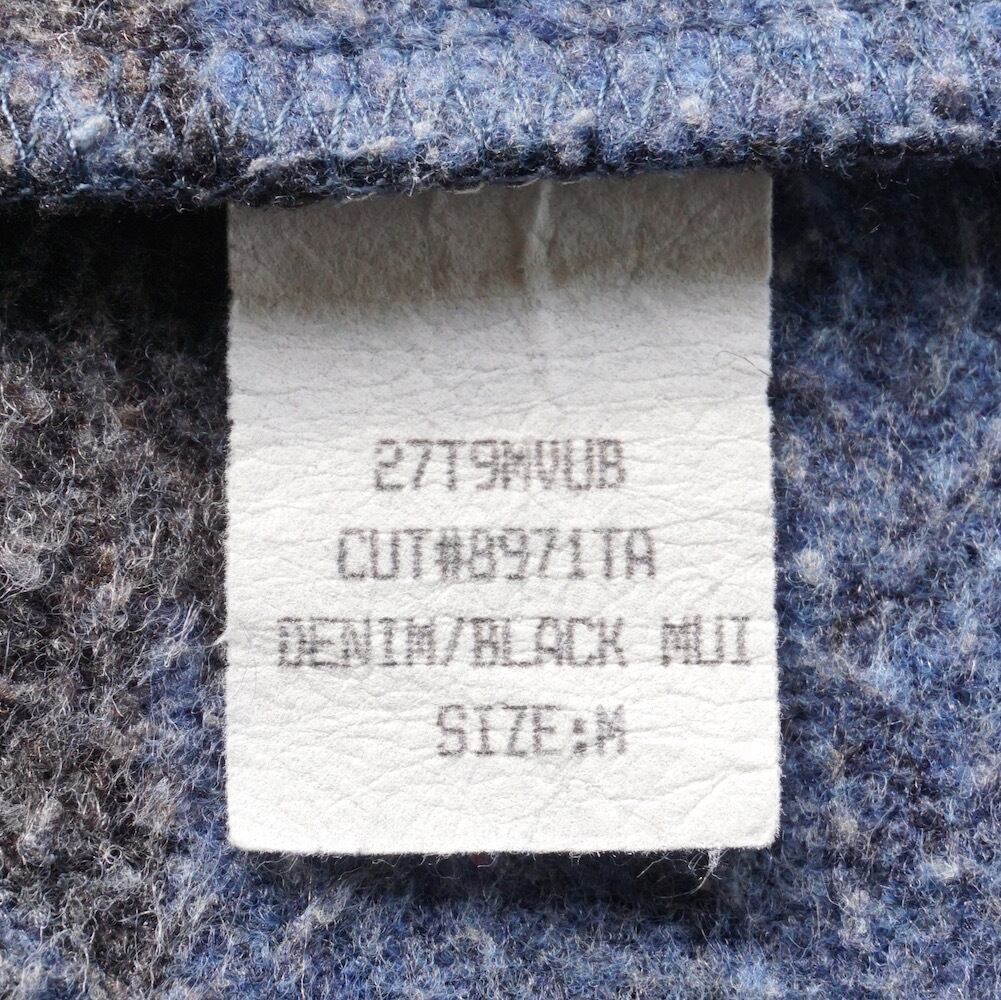 27T9MVUB
CUT#8971TA
DENIM/BLACK MUI
SIZE:M